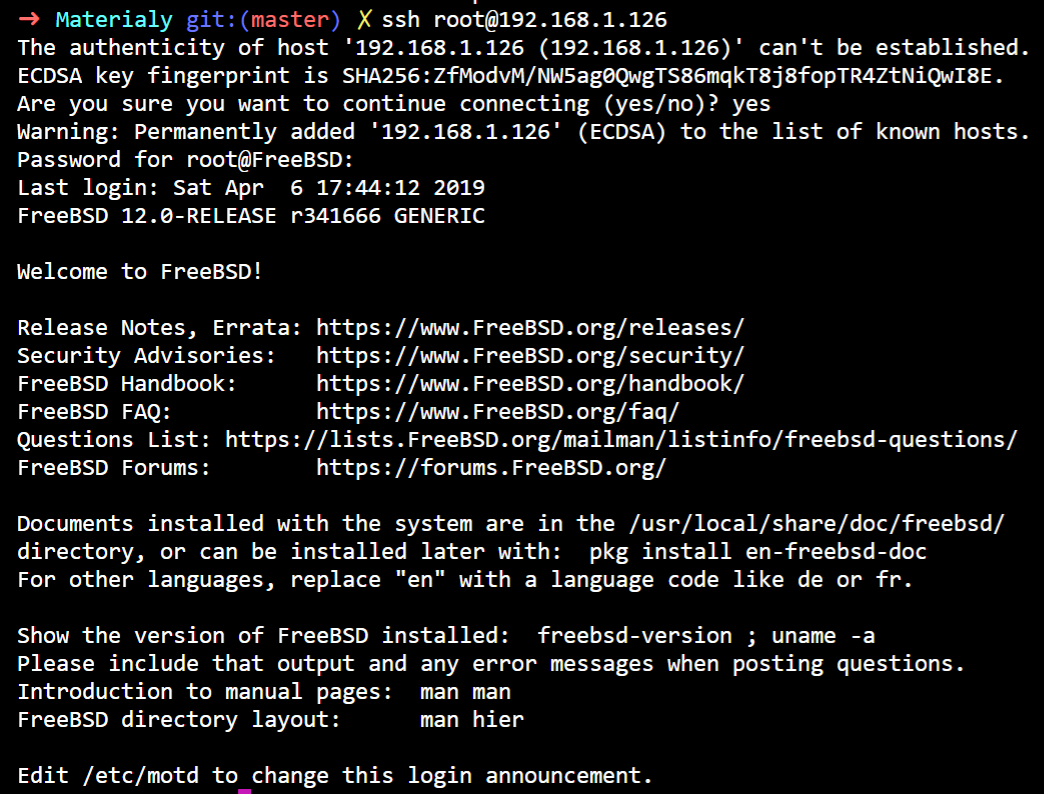 → Materialy git:(master) ✗ ssh root@192.168.1.126
The authenticity of host '192.168.1.126 (192.168.1.126)' can't be established.
ECDSA key fingerprint is SHA256:ZfModvM/NW5ag0QwgTS86mqkT8j8fopTR4ZtNiQwI8E.
Are you sure you want to continue connecting (yes/no)? yes
Warning: Permanently added '192.168.1.126' (ECDSA) to the list of known hosts.
Password for root@FreeBSD:
Last login: Sat Apr  6 17:44:12 2019
FreeBSD 12.0-RELEASE r341666 GENERIC
Welcome to FreeBSD!
Release Notes, Errata: https://www.FreeBSD.org/releases/
Security Advisories:   https://www.FreeBSD.org/security/
FreeBSD Handbook:      https://www.FreeBSD.org/handbook/
FreeBSD FAQ:           https://www.FreeBSD.org/faq/
Questions List: https://lists.FreeBSD.org/mailman/listinfo/freebsd-questions/
FreeBSD Forums:        https://forums.FreeBSD.org/
Documents installed with the system are in the /usr/local/share/doc/freebsd/
directory, or can be installed later with:  pkg install en-freebsd-doc
For other languages, replace "en" with a language code like de or fr.
Show the version of FreeBSD installed:  freebsd-version ; uname -a
Please include that output and any error messages when posting questions.
Introduction to manual pages:  man man
FreeBSD directory layout:      man hier
Edit /etc/motd to change this login announcement.